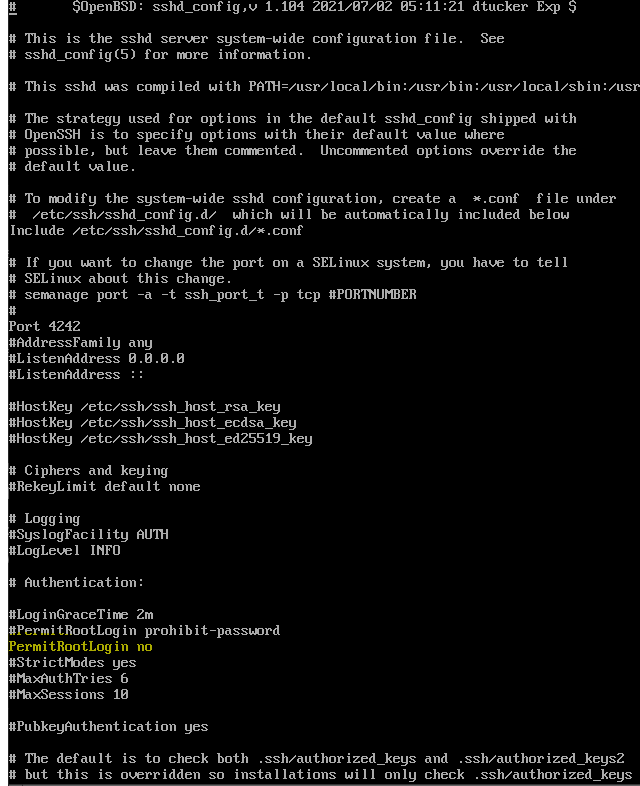 #       $OpenBSD: sshd_config,v 1.104 2021/07/02 05:11:21 dtucker Exp $
# This is the sshd server system-wide configuration file.  See
# sshd_config(5) for more information.
# This sshd was compiled with PATH=/usr/local/bin:/usr/bin:/usr/local/sbin:/usr
# The strategy used for options in the default sshd_config shipped with
# OpenSSH is to specify options with their default value where
# possible, but leave them commented.  Uncommented options override the
# default value.
# To modify the system-wide sshd configuration, create a  *.conf  file under
#  /etc/ssh/sshd_config.d/  which will be automatically included below
Include /etc/ssh/sshd_config.d/*.conf
# If you want to change the port on a SELinux system, you have to tell
# SELinux about this change.
# semanage port -a -t ssh_port_t -p tcp #PORTNUMBER
#
Port 4242
#AddressFamily any
#ListenAddress 0.0.0.0
#ListenAddress ::
#HostKey /etc/ssh/ssh_host_rsa_key
#HostKey /etc/ssh/ssh_host_ecdsa_key
#HostKey /etc/ssh/ssh_host_ed25519_key
# Ciphers and keying
#RekeyLimit default none
# Logging
#SyslogFacility AUTH
#LogLevel INFO
# Authentication:
#LoginGraceTime 2m
#PermitRootLogin prohibit-password
PermitRootLogin no
#StrictModes yes
#MaxAuthTries 6
#MaxSessions 10
#PubkeyAuthentication yes
# The default is to check both .ssh/authorized_keys and .ssh/authorized_keys2
# but this is overridden so installations will only check .ssh/authorized_keys